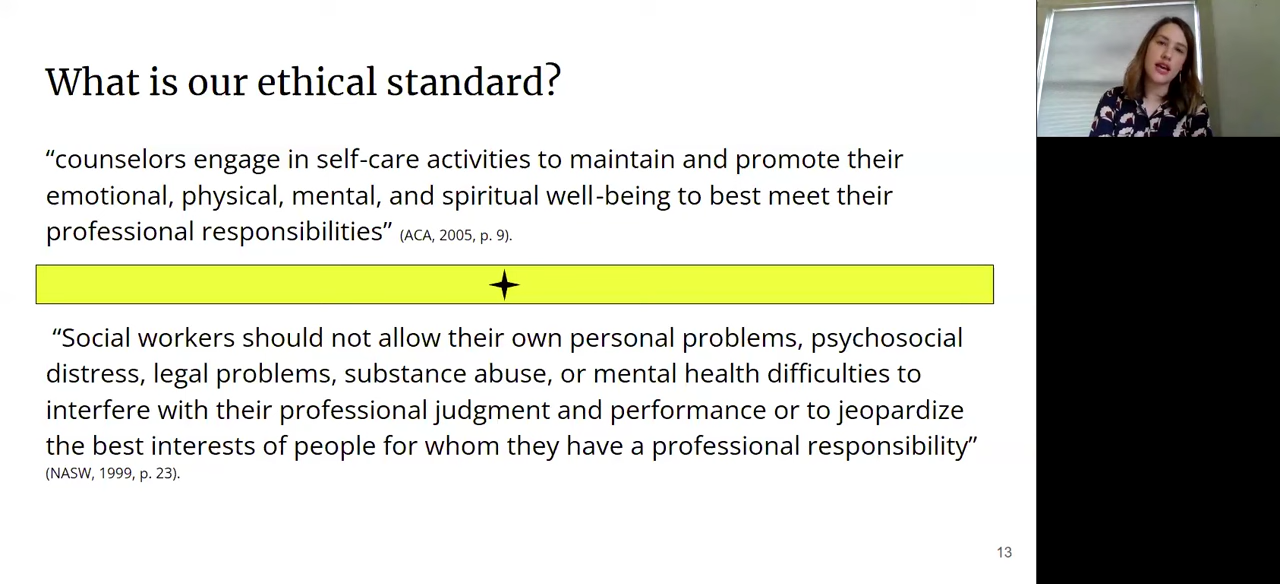 What is our ethical standard?
“counselors engage in self-care activities to maintain and promote their
emotional, physical, mental, and spiritual well-being to best meet their
professional responsibilities” (ACA, 2005, p. 9).
“Social workers should not allow their own personal problems, psychosocial
distress, legal problems, substance abuse, or mental health difficulties to
interfere with their professional judgment and performance or to jeopardize
the best interests of people for whom they have a professional responsibility”
(NASW, 1999, p. 23).
13